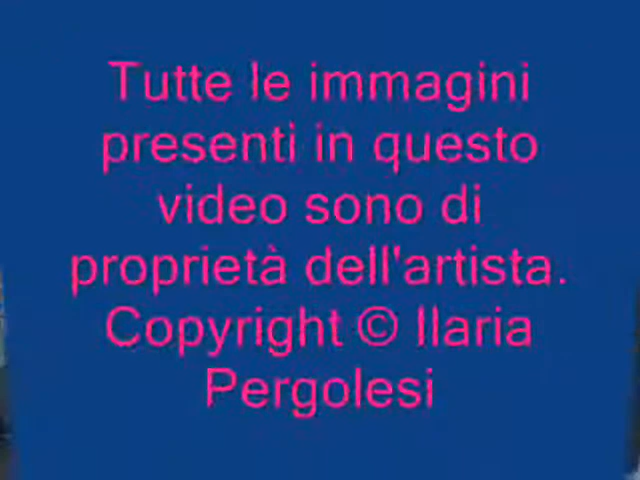 Tutte le immagini
presenti in questo
video sono di
proprietà dell'artista.
Copyright © Ilaria
Pergolesi